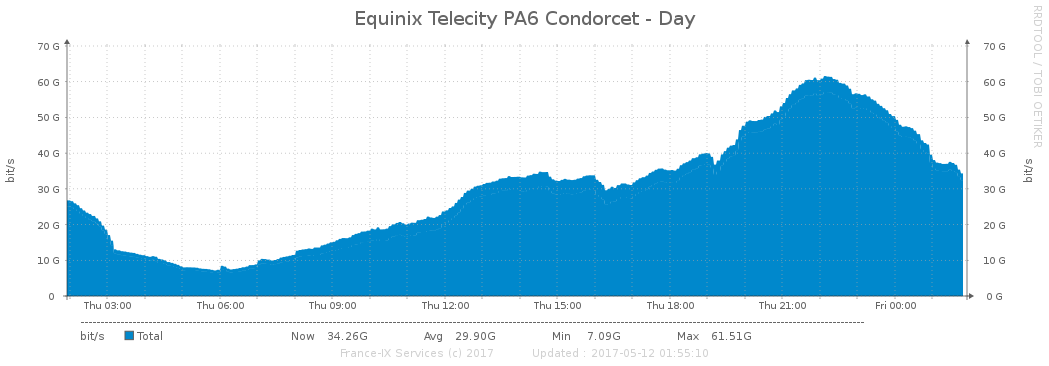 Equinix Telecity PA6 Condorcet - Day
RRDTOOL / TOBI OETIKER
bit/s
70 G 70 G
60 G 60 G
50 G 50 G
40 G 40 G
30 G 30 G
20 G 20 G
10 G 10 G
0 0 G
bit/s
Thu 03:00 Thu 06:00 Thu 09:00 Thu 12:00 Thu 15:00 Thu 18:00 Thu 21:00 Fri 00:00
bit/s Total Now 34.26G Avg 29.90G Min 7.09G Max 61.51G
France-IX Services (c) 2017 Updated : 2017-05-12 01:55:10